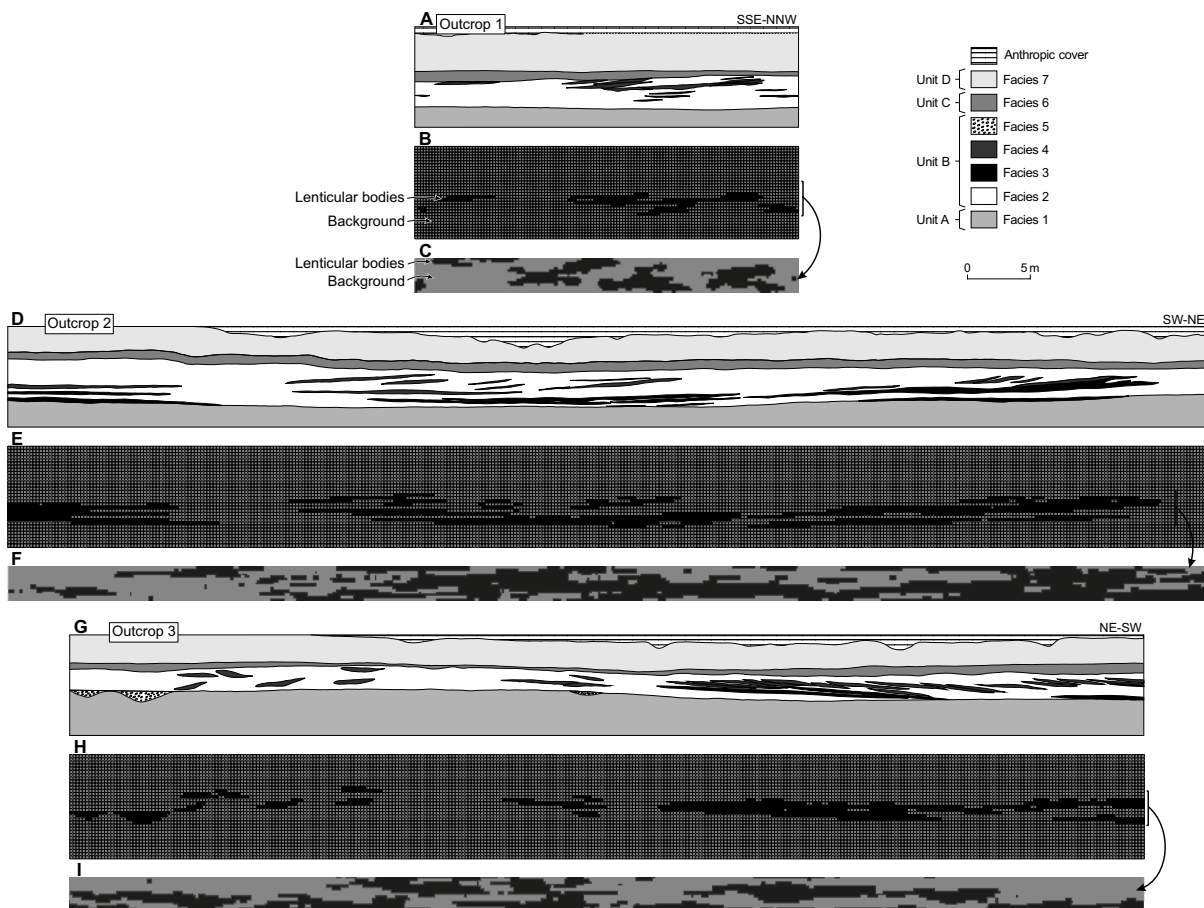 A
Outcrop 1
SSE-NNW
Anthropic cover
Unit D
Facies 7
Unit C
Facies 6
Unit B
Facies 5
Facies 4
Facies 3
Facies 2
Unit A
Facies 1
0
5 m
B
Lenticular bodies
Background
C
Lenticular bodies
Background
D
Outcrop 2
SW-NE
E
F
G
Outcrop 3
NE-SW
H
I